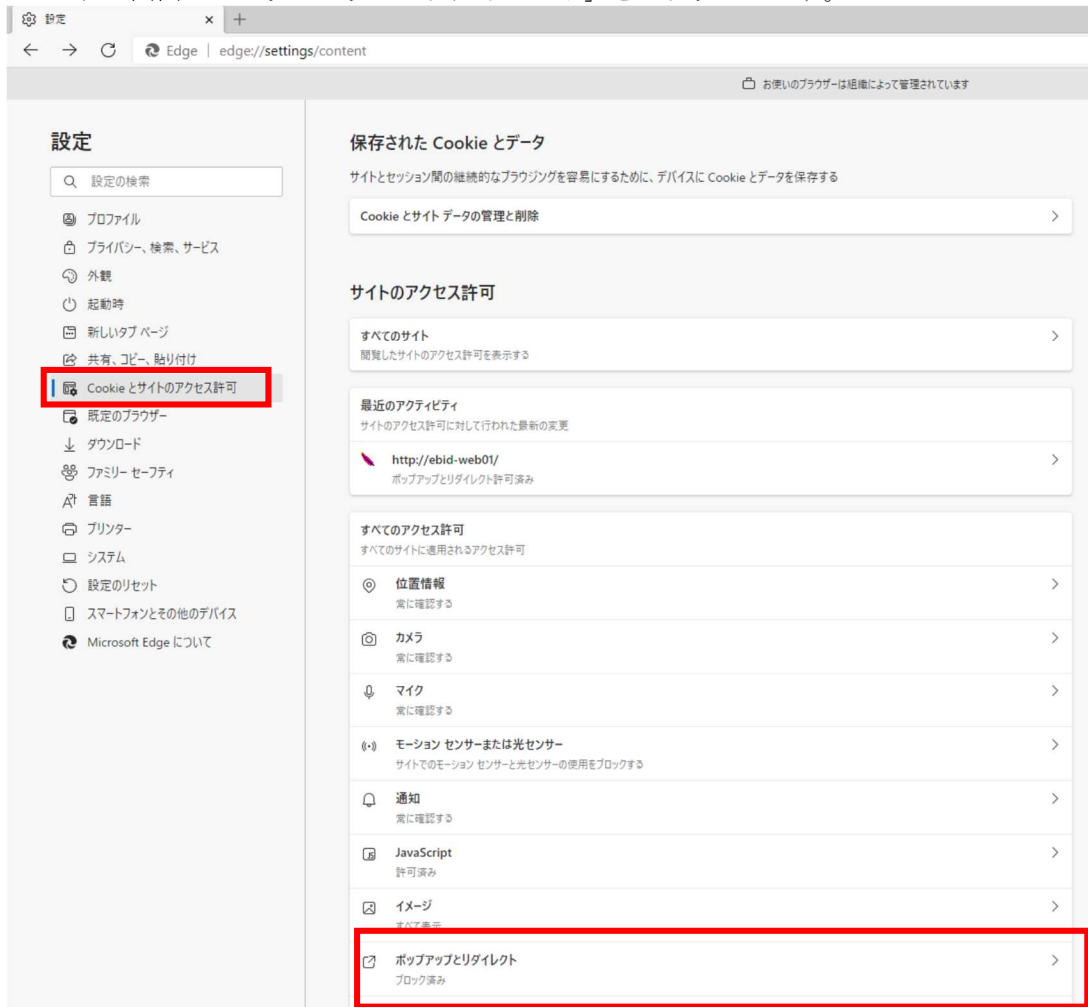 設定
Edge | edge://settings/content
お使いのブラウザーは組織によって管理されています
設定
設定の検索
プロファイル
プライバシー、検索、サービス
外観
起動時
新しいタブ ページ
共有、コピー、貼り付け
Cookie とサイトのアクセス許可
既定のブラウザー
ダウンロード
ファミリー セーフティ
言語
プリンター
システム
設定のリセット
スマートフォンとその他のデバイス
Microsoft Edge について
保存された Cookie とデータ
サイトとセッション間の継続的なブラウジングを容易にするために、デバイスに Cookie とデータを保存する
Cookie とサイト データの管理と削除
サイトのアクセス許可
すべてのサイト
閲覧したサイトのアクセス許可を表示する
最近のアクティビティ
サイトのアクセス許可に対して行われた最新の変更
http://ebid-web01/
ポップアップとリダイレクト許可済み
すべてのアクセス許可
すべてのサイトに適用されるアクセス許可
位置情報
常に確認する
カメラ
常に確認する
マイク
常に確認する
モーション センサーまたは光センサー
サイトでのモーション センサーと光センサーの使用をブロックする
通知
常に確認する
JavaScript
許可済み
イメージ
すべて表示
ポップアップとリダイレクト
ブロック済み